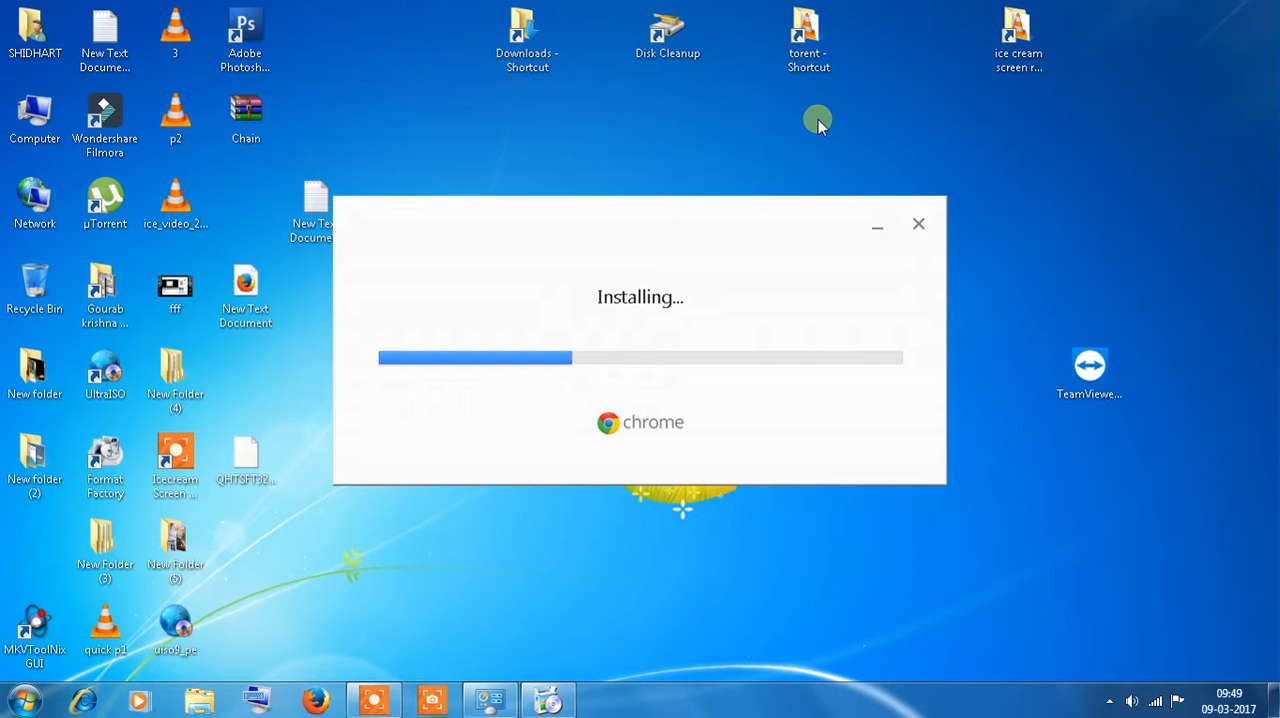 SHIDHART
New Text
Docume...
3
Ps
Adobe
Photosh...
Downloads -
Shortcut
Disk Cleanup
torent -
Shortcut
ice cream
screen r...
Computer
Wondershare
Filmora
p2
Chain
Network
µTorrent
ice_video_2...
New Tex
Docume
Recycle Bin
Gourab
krishna ...
fff
New Text
Document
Installing...
chrome
New folder
UltraISO
New Folder
(4)
TeamViewe...
New folder
(2)
Format
Factory
Icecream
Screen ...
QHTSFT32...
New Folder
(3)
New Folder
(5)
MKVToolNix
GUI
quick p1
uiso9_pe
09:49
09-03-2017